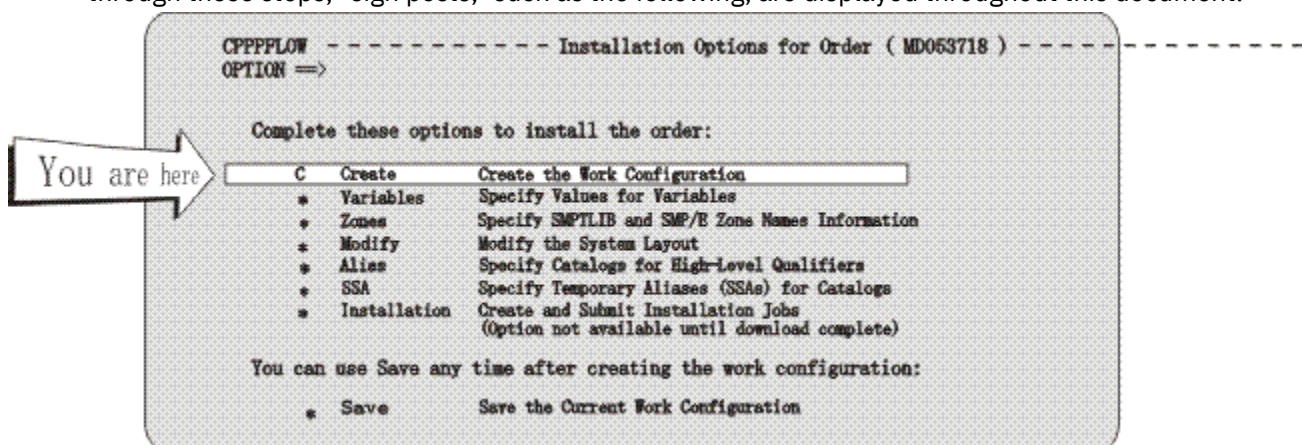 through these steps, "sign posts," such as the following, are displayed throughout this document:
CPPPFLOW - - - - - - - - - - - - Installation Options for Order ( MD053718 ) - - - - - - - - - - - - - - -
OPTION ==>
Complete these options to install the order:
You are here
C Create Create the Work Configuration
* Variables Specify Values for Variables
* Zones Specify SMPTLIB and SMP/E Zone Names Information
* Modify Modify the System Layout
* Alias Specify Catalogs for High-Level Qualifiers
* SSA Specify Temporary Aliases (SSAs) for Catalogs
* Installation Create and Submit Installation Jobs
(Option not available until download complete)
You can use Save any time after creating the work configuration:
* Save Save the Current Work Configuration